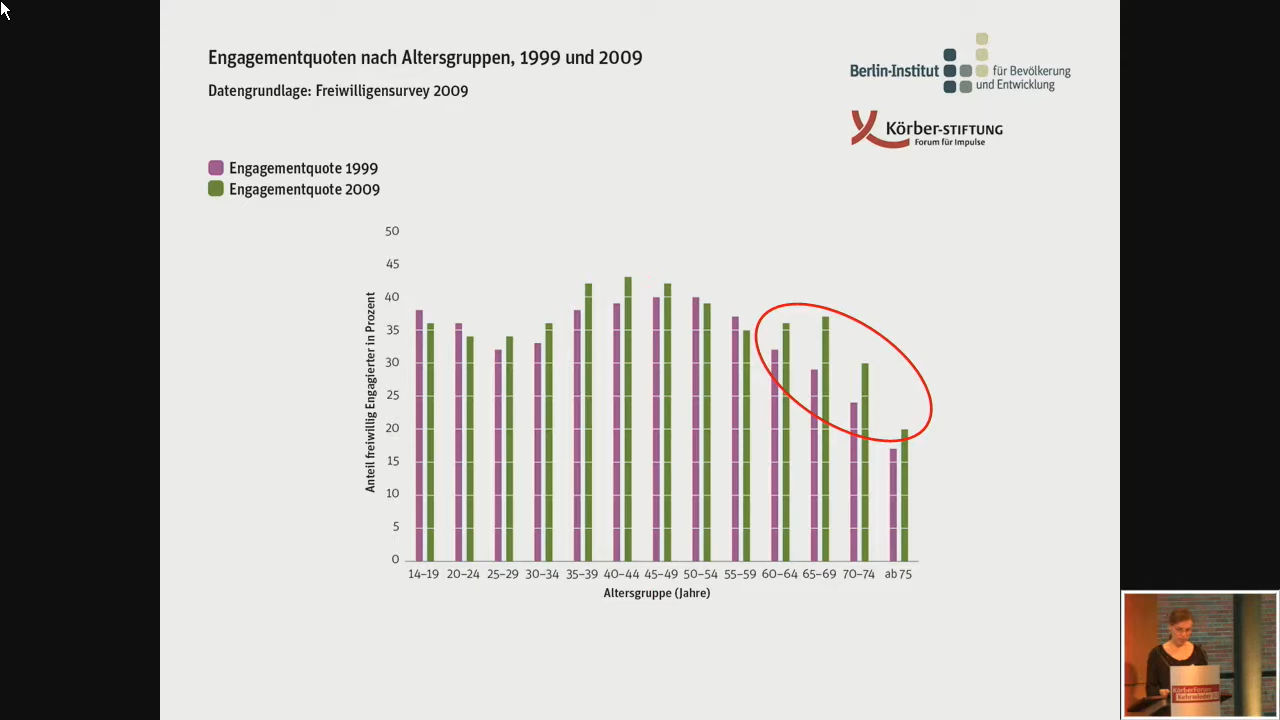 Engagementquoten nach Altersgruppen, 1999 und 2009
Datengrundlage: Freiwilligensurvey 2009
Berlin-Institut für Bevölkerung
und Entwicklung
Körber-STIFTUNG
Forum für Impulse
Engagementquote 1999
Engagementquote 2009
Anteil freiwillig Engagierter in Prozent
50
45
40
35
30
25
20
15
10
5
0
14–19 20–24 25–29 30–34 35–39 40–44 45–49 50–54 55–59 60–64 65–69 70–74 ab 75
Altersgruppe (Jahre)
KörberForum